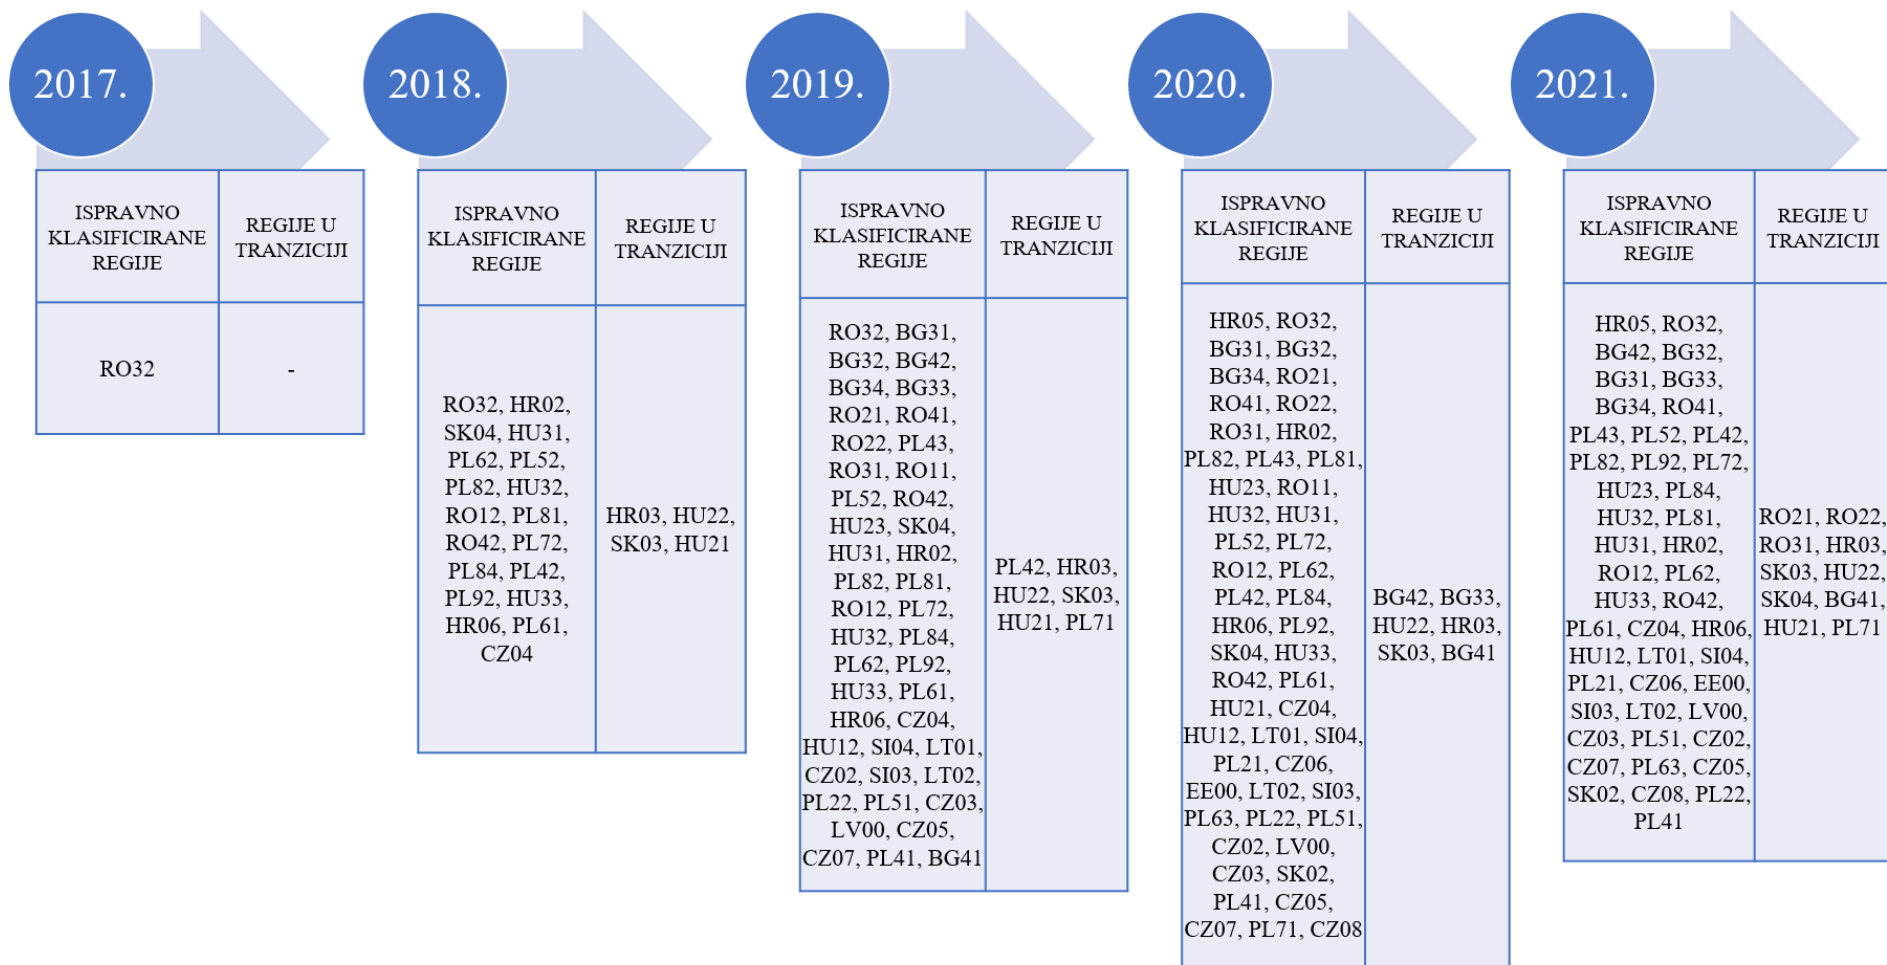 2017.
ISPRAVNO
KLASIFICIRANE
REGIJE
REGIJE U
TRANZICIJI
RO32
-
2018.
ISPRAVNO
KLASIFICIRANE
REGIJE
REGIJE U
TRANZICIJI
RO32, HR02,
SK04, HU31,
PL62, PL52,
PL82, HU32,
RO12, PL81,
RO42, PL72,
PL84, PL42,
PL92, HU33,
HR06, PL61,
CZ04
HR03, HU22,
SK03, HU21
2019.
ISPRAVNO
KLASIFICIRANE
REGIJE
REGIJE U
TRANZICIJI
RO32, BG31,
BG32, BG42,
BG34, BG33,
RO21, RO41,
RO22, PL43,
RO31, RO11,
PL52, RO42,
HU23, SK04,
HU31, HR02,
PL82, PL81,
RO12, PL72,
HU32, PL84,
PL62, PL92,
HU33, PL61,
HR06, CZ04,
HU12, SI04, LT01,
CZ02, SI03, LT02,
PL22, PL51, CZ03,
LV00, CZ05,
CZ07, PL41, BG41
PL42, HR03,
HU22, SK03,
HU21, PL71
2020.
ISPRAVNO
KLASIFICIRANE
REGIJE
REGIJE U
TRANZICIJI
HR05, RO32,
BG31, BG32,
BG34, RO21,
RO41, RO22,
RO31, HR02,
PL82, PL43, PL81,
HU23, RO11,
HU32, HU31,
PL52, PL72,
RO12, PL62,
PL42, PL84,
HR06, PL92,
SK04, HU33,
RO42, PL61,
HU21, CZ04,
HU12, LT01, SI04,
PL21, CZ06,
EE00, LT02, SI03,
PL63, PL22, PL51,
CZ02, LV00,
CZ03, SK02,
PL41, CZ05,
CZ07, PL71, CZ08
BG42, BG33,
HU22, HR03,
SK03, BG41
2021.
ISPRAVNO
KLASIFICIRANE
REGIJE
REGIJE U
TRANZICIJI
HR05, RO32,
BG42, BG32,
BG31, BG33,
BG34, RO41,
PL43, PL52, PL42,
PL82, PL92, PL72,
HU23, PL84,
HU32, PL81,
HU31, HR02,
RO12, PL62,
HU33, RO42,
PL61, CZ04, HR06,
HU12, LT01, SI04,
PL21, CZ06, EE00,
SI03, LT02, LV00,
CZ03, PL51, CZ02,
CZ07, PL63, CZ05,
SK02, CZ08, PL22,
PL41
RO21, RO22,
RO31, HR03,
SK03, HU22,
SK04, BG41,
HU21, PL71